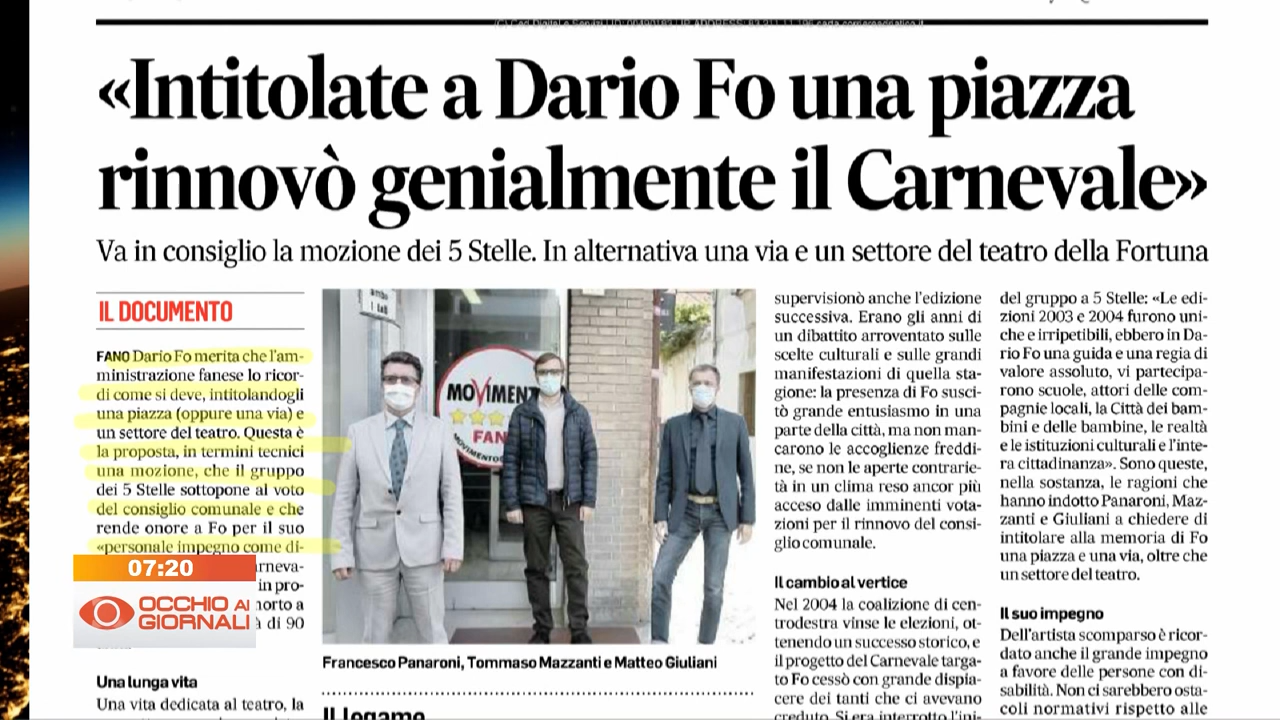 «Intitolate a Dario Fo una piazza
rinnovò genialmente il Carnevale»
Va in consiglio la mozione dei 5 Stelle. In alternativa una via e un settore del teatro della Fortuna
IL DOCUMENTO
FANO Dario Fo merita che l'am-
ministrazione fanese lo ricor-
di come si deve, intitolandogli
una piazza (oppure una via) e
un settore del teatro. Questa è
la proposta, in termini tecnici
una mozione, che il gruppo
dei 5 Stelle sottopone al voto
del consiglio comunale e che
rende onore a Fo per il suo
«personale impegno come di-
arneva-
in pro-
morto a
à di 90
07:20
OCCHIO AI
GIORNALI
Una lunga vita
Una vita dedicata al teatro, la
MOVIMEN
FAN
Francesco Panaroni, Tommaso Mazzanti e Matteo Giuliani
Il legame
supervisionò anche l'edizione
successiva. Erano gli anni di
un dibattito arroventato sulle
scelte culturali e sulle grandi
manifestazioni di quella sta-
gione: la presenza di Fo susci-
tò grande entusiasmo in una
parte della città, ma non man-
carono le accoglienze freddi-
ne, se non le aperte contrarie-
tà in un clima reso ancor più
acceso dalle imminenti vota-
zioni per il rinnovo del consi-
glio comunale.
Il cambio al vertice
Nel 2004 la coalizione di cen-
trodestra vinse le elezioni, ot-
tenendo un successo storico, e
il progetto del Carnevale targa-
to Fo cessò con grande dispia-
cere dei tanti che ci avevano
creduto. Si era interrotto l'ini-
del gruppo a 5 Stelle: «Le edi-
zioni 2003 e 2004 furono uni-
che e irripetibili, ebbero in Da-
rio Fo una guida e una regia di
valore assoluto, vi partecipa-
rono scuole, attori delle com-
pagnie locali, la Città dei bam-
bini e delle bambine, le realtà
e le istituzioni culturali e l'inte-
ra cittadinanza». Sono queste,
nella sostanza, le ragioni che
hanno indotto Panaroni, Maz-
zanti e Giuliani a chiedere di
intitolare alla memoria di Fo
una piazza e una via, oltre che
un settore del teatro.
Il suo impegno
Dell'artista scomparso è ricor-
dato anche il grande impegno
a favore delle persone con di-
sabilità. Non ci sarebbero osta-
coli normativi rispetto alle